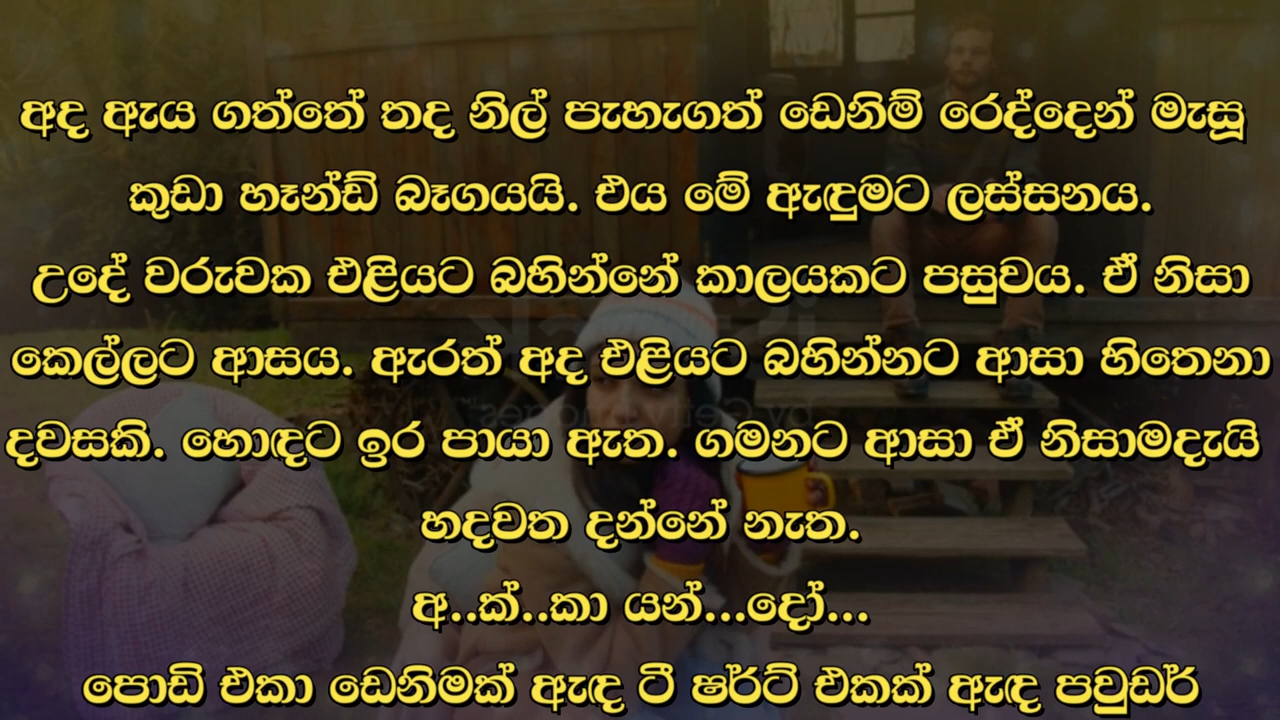 අද ඇය ගත්තේ තද නිල් පැහැගත් ඩෙනිම් රෙද්දෙන් මැසූ
කුඩා හෑන්ඩ් බෑගයයි. එය මේ ඇඳුමට ලස්සනය.
උදේ වරුවක එළියට බහින්නේ කාලයකට පසුවය. ඒ නිසා
කෙල්ලට ආසය. ඇරත් අද එළියට බහින්නට ආසා හිතෙනා
දවසකි. හොඳට ඉර පායා ඇත. ගමනට ආසා ඒ නිසාමදැයි
හදවත දන්නේ නැත.
අ..ක්..කා යන්...දෝ...
පොඩි එකා ඩෙනිමක් ඇඳ ටී ෂර්ට් එකක් ඇඳ පවුඩර්